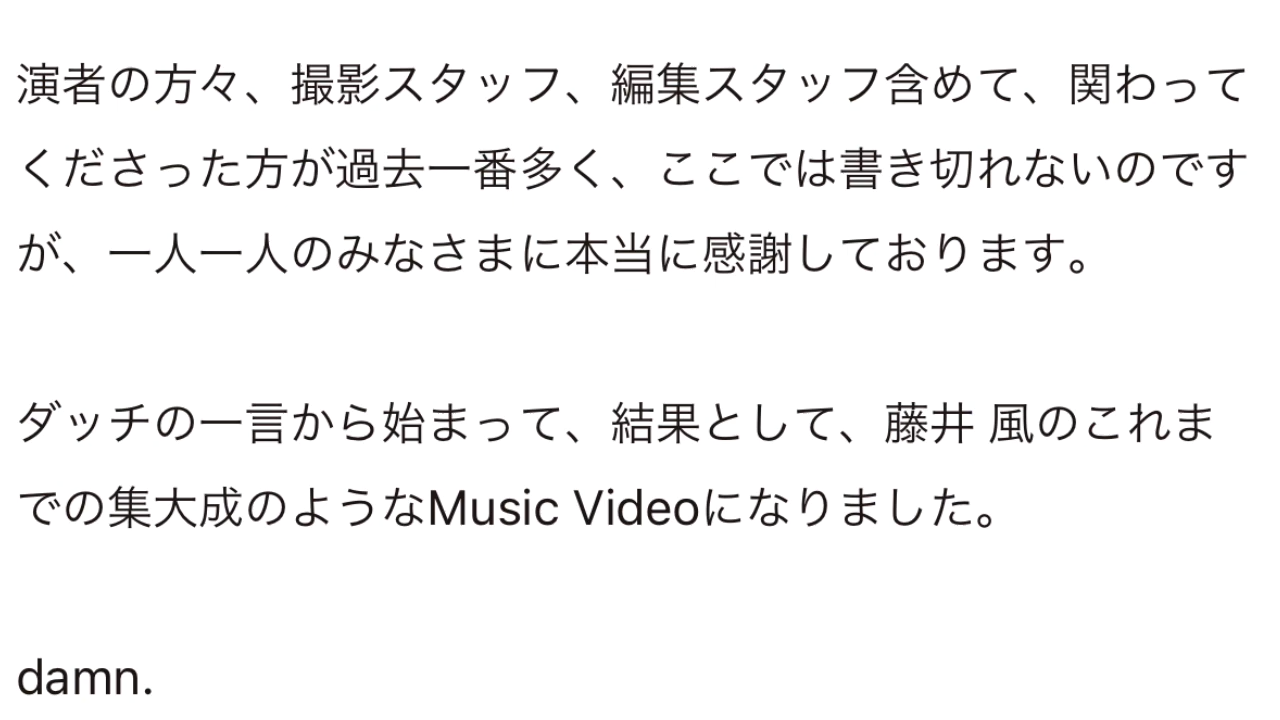 演者の方々、撮影スタッフ、編集スタッフ含めて、関わって
くださった方が過去一番多く、ここでは書き切れないのです
が、一人一人のみなさまに本当に感謝しております。
ダッチの一言から始まって、結果として、藤井 風のこれま
での集大成のようなMusic Videoになりました。
damn.